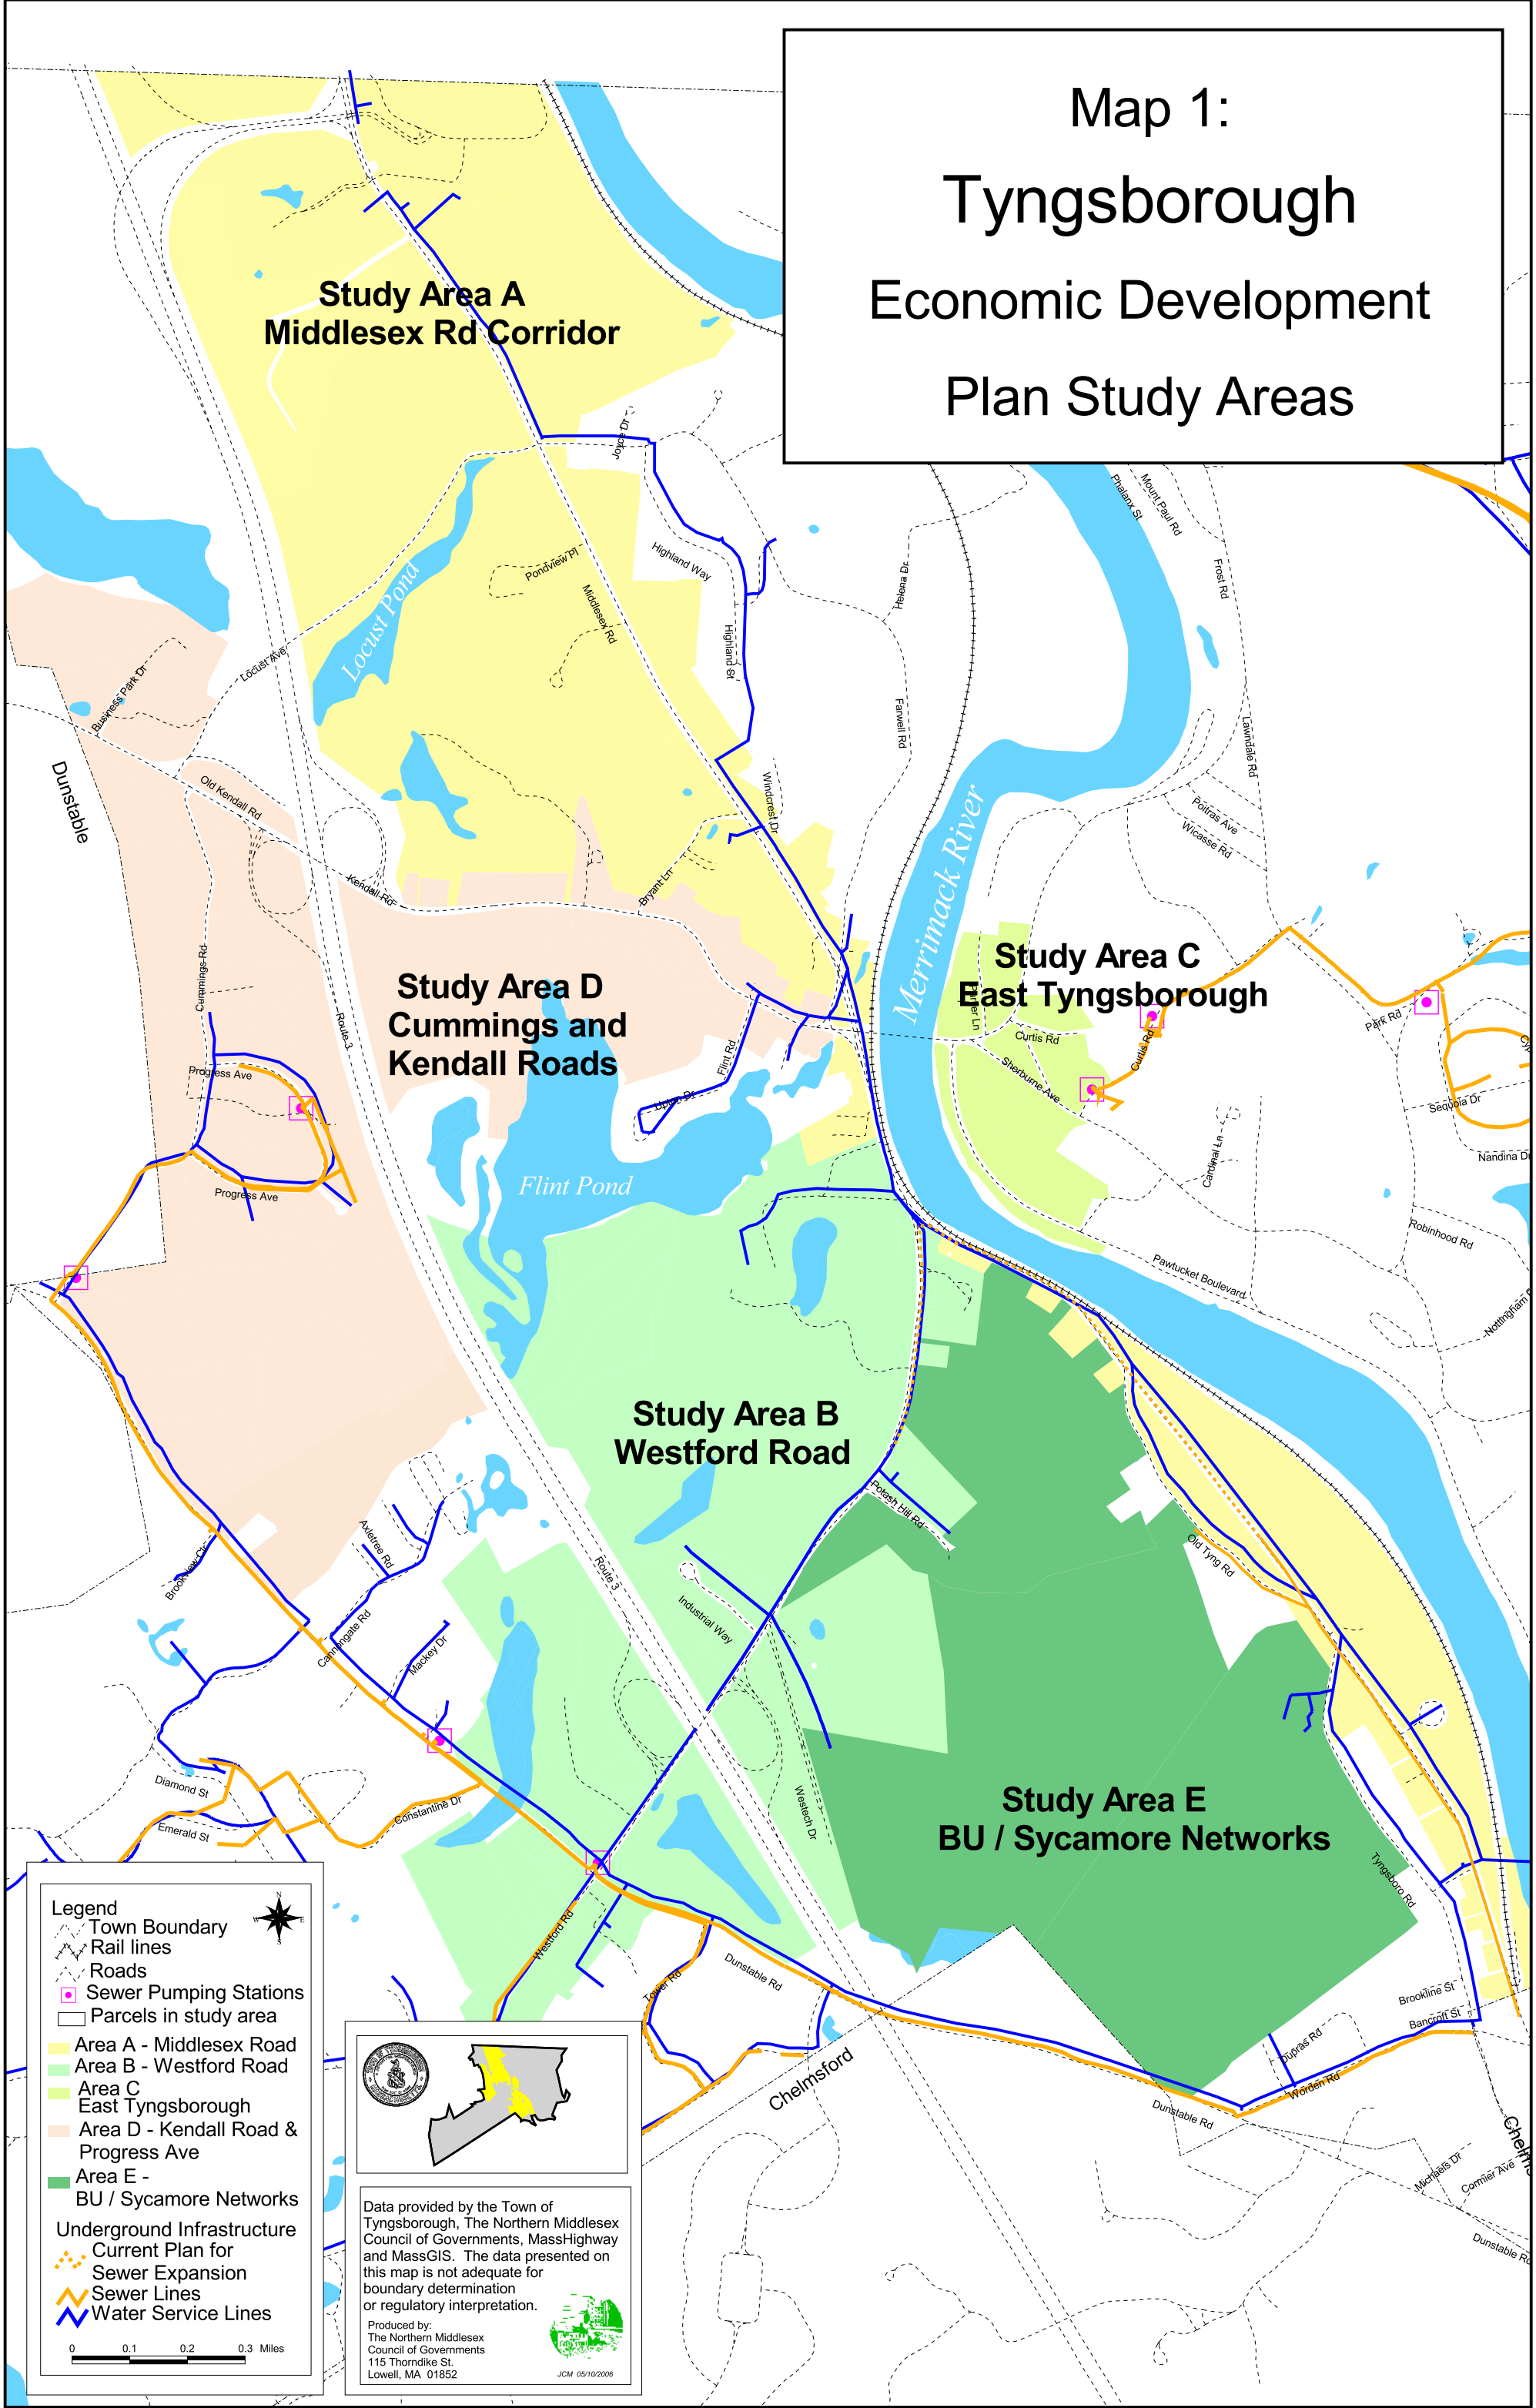 Map 1:
Tyngsborough
Economic Development
Plan Study Areas
Study Area A
Middlesex Rd Corridor
Joyce Dr
Phalanx St
Mount Paul Rd
Frost Rd
Highland Way
Pondview Pl
Middlesex Rd
Helena Dr
Locust Pond
Highland St
Locust Ave
Business Park Dr
Farwell Rd
Lawndale Rd
Dunstable
Old Kendall Rd
Windcrest Dr
Poitras Ave
Wicasse Rd
Merrimack River
Kendall Rd
Bryant Ln
Cummings Rd
Study Area C
East Tyngsborough
Study Area D
Cummings and
Kendall Roads
Route 3
Curtis Rd
Curtis Rd
Park Rd
Flint Rd
Sherburne Ave
Progress Ave
Upton Dr
Sequoia Dr
Cardinal Ln
Nandina Dr
Flint Pond
Progress Ave
Robinhood Rd
Pawtucket Boulevard
Nottingham
Study Area B
Westford Road
Potash Hill Rd
Axletree Rd
Old Tyng Rd
Brookview Cir
Route 3
Industrial Way
Cannongate Rd
Mackey Dr
Diamond St
Constantine Dr
Emerald St
Westech Dr
Study Area E
BU / Sycamore Networks
Tyngsboro Rd
Westford Rd
Tower Rd
Dunstable Rd
Brookline St
Bancroft St
Dupras Rd
Worden Rd
Dunstable Rd
Chelmsford
Michaels Dr
Cormier Ave
Dunstable Rd
Legend
N
W E
S
Town Boundary
Rail lines
Roads
Sewer Pumping Stations
Parcels in study area
Area A - Middlesex Road
Area B - Westford Road
Area C
East Tyngsborough
Area D - Kendall Road &
Progress Ave
Area E -
BU / Sycamore Networks
Underground Infrastructure
Current Plan for
Sewer Expansion
Sewer Lines
Water Service Lines
0 0.1 0.2 0.3 Miles
Data provided by the Town of
Tyngsborough, The Northern Middlesex
Council of Governments, MassHighway
and MassGIS. The data presented on
this map is not adequate for
boundary determination
or regulatory interpretation.
Produced by:
The Northern Middlesex
Council of Governments
115 Thorndike St.
Lowell, MA 01852
JCM 05/10/2006